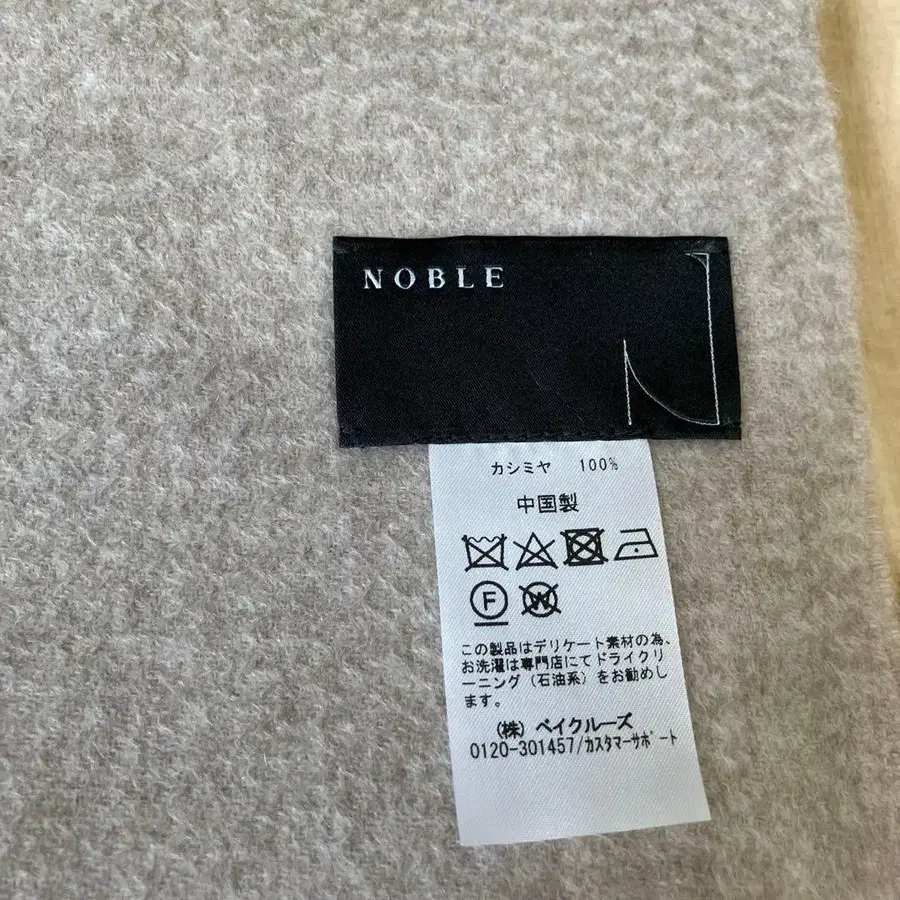 NOBLE
カシミヤ 100%
中国製
F
W
この製品はデリケート素材の為、
お洗濯は専門店にてドライクリ
ーニング（石油系）をお勧めし
ます。
（株）ベイクルーズ
0120-301457/カスタマーサポート